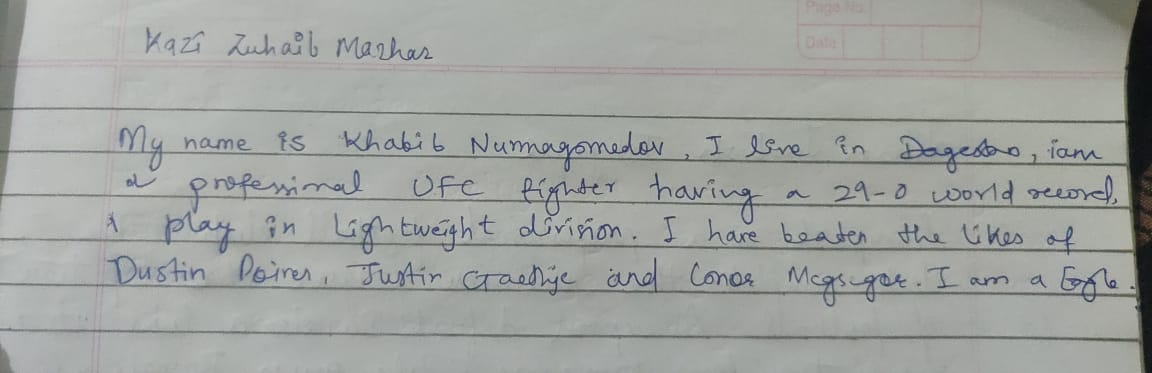 Page No.
Date
Kazi Zuhaib Mazhar
My name is Khabib Numagomedov, I live in Dagestan, iam
a professional UFC fighter having a 29-0 world record,
I play in Lightweight division. I have beaten the likes of
Dustin Poirer, Justin Gaethje and Conor Mcgregor. I am a Eagle.